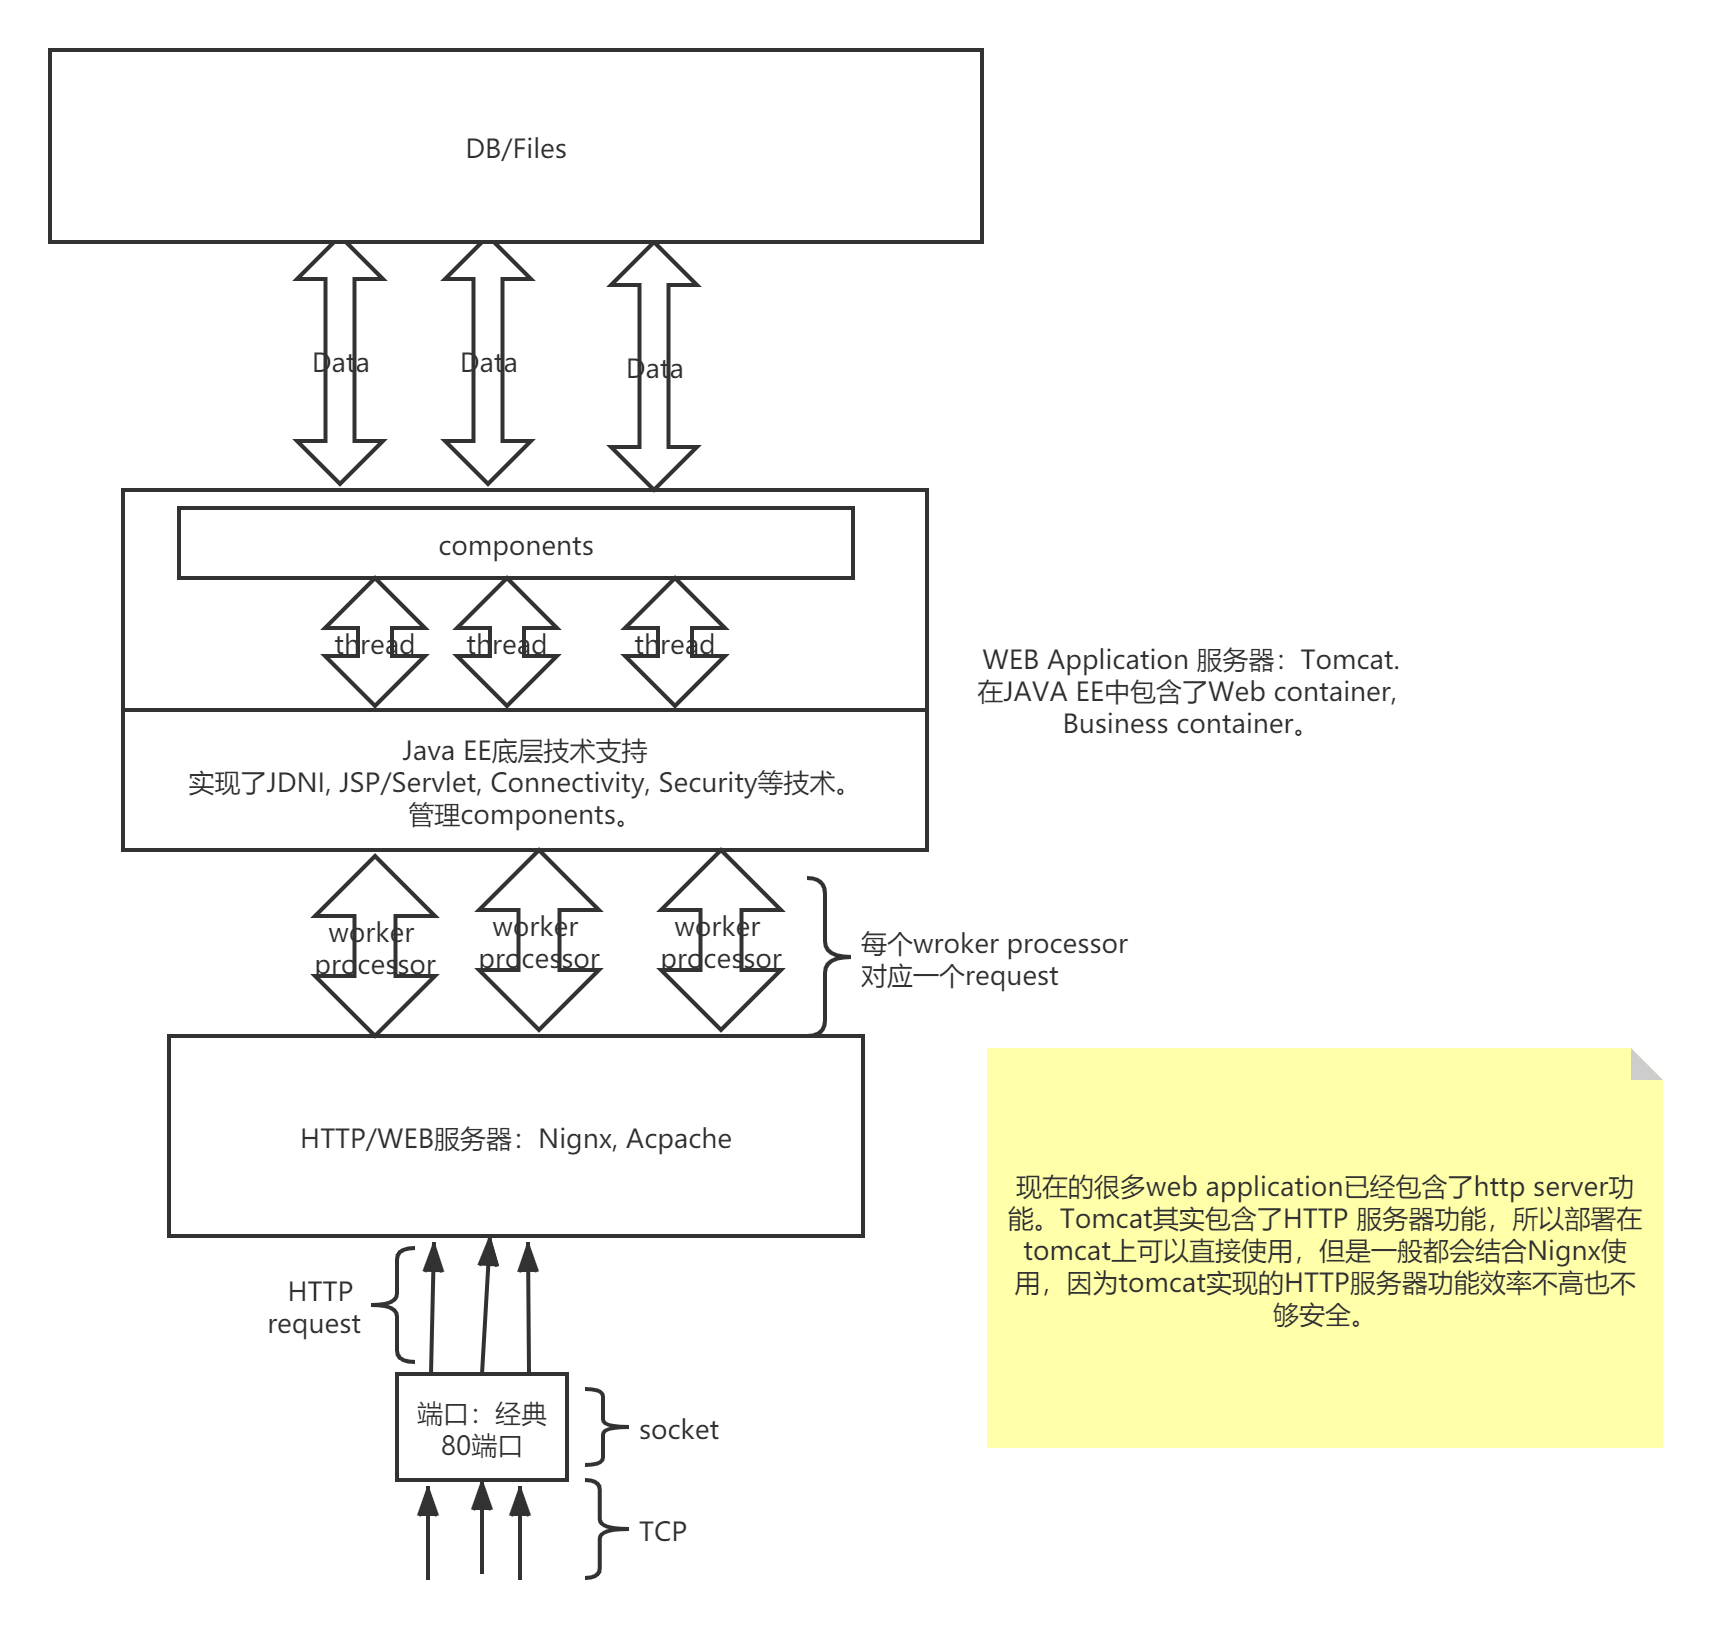 DB/Files
Data
Data
Data
components
thread
thread
thread
WEB Application 服务器：Tomcat.
在JAVA EE中包含了Web container,
Business container。
Java EE底层技术支持
实现了JDNI, JSP/Servlet, Connectivity, Security等技术。
管理components。
worker
processor
worker
processor
worker
processor
每个wroker processor
对应一个request
HTTP/WEB服务器：Nignx, Acpache
现在的很多web application已经包含了http server功
能。Tomcat其实包含了HTTP 服务器功能，所以部署在
tomcat上可以直接使用，但是一般都会结合Nignx使
用，因为tomcat实现的HTTP服务器功能效率不高也不
够安全。
HTTP
request
端口：经典
80端口
socket
TCP